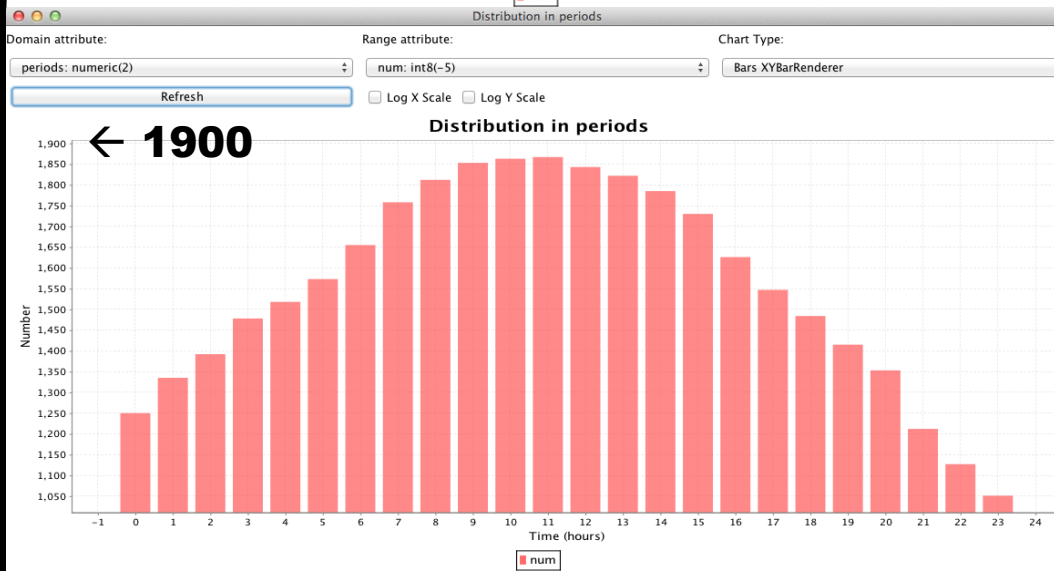 Distribution in periods
Domain attribute: Range attribute: Chart Type:
periods: numeric(2) num: int8(-5) Bars XYBarRenderer
Refresh Log X Scale Log Y Scale
Distribution in periods
← 1900
1,900
1,850
1,800
1,750
1,700
1,650
1,600
1,550
1,500
1,450
1,400
1,350
1,300
1,250
1,200
1,150
1,100
1,050
Number
-1 0 1 2 3 4 5 6 7 8 9 10 11 12 13 14 15 16 17 18 19 20 21 22 23 24
Time (hours)
num